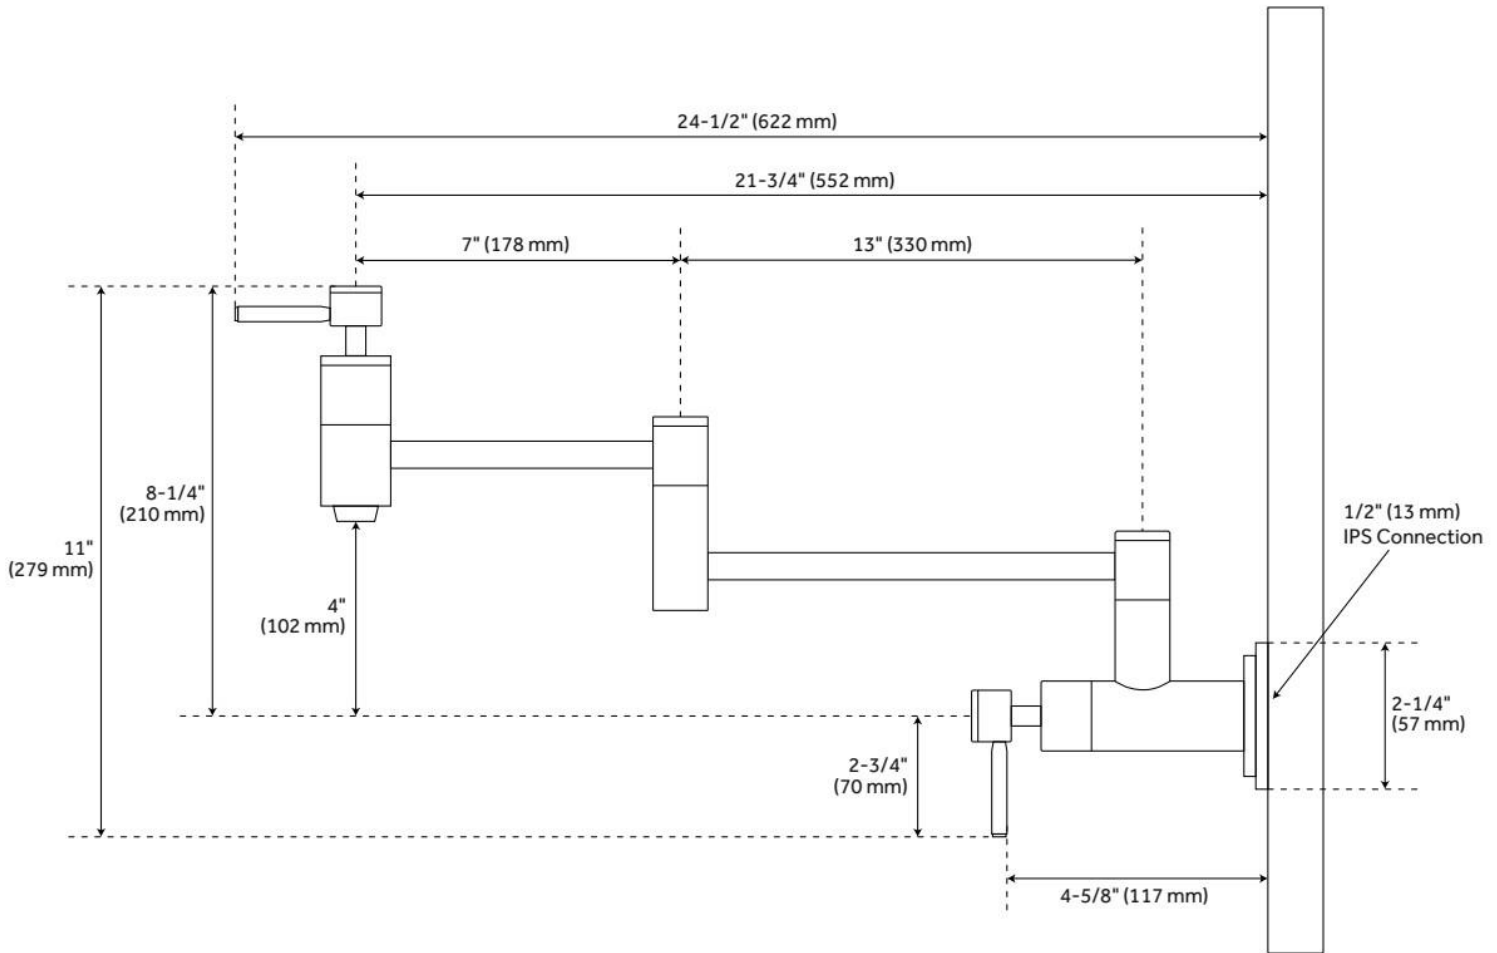 24-1/2" (622 mm)
21-3/4" (552 mm)
7" (178 mm)
13" (330 mm)
8-1/4"
(210 mm)
11"
(279 mm)
4"
(102 mm)
1/2" (13 mm)
IPS Connection
2-1/4"
(57 mm)
2-3/4"
(70 mm)
4-5/8" (117 mm)